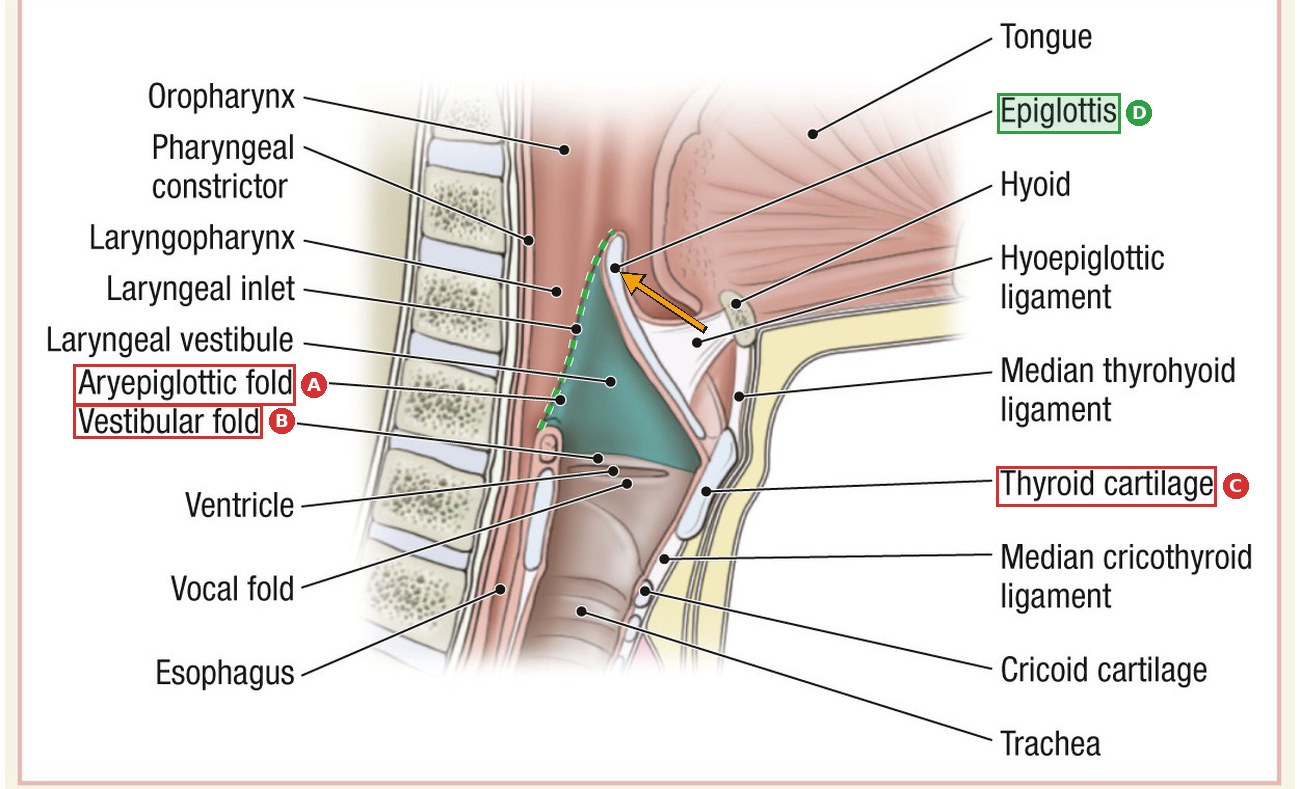 Oropharynx
Pharyngeal
constrictor
Laryngopharynx
Laryngeal inlet
Laryngeal vestibule
Aryepiglottic fold A
Vestibular fold B
Ventricle
Vocal fold
Esophagus
Tongue
Epiglottis D
Hyoid
Hyoepiglottic
ligament
Median thyrohyoid
ligament
Thyroid cartilage C
Median cricothyroid
ligament
Cricoid cartilage
Trachea